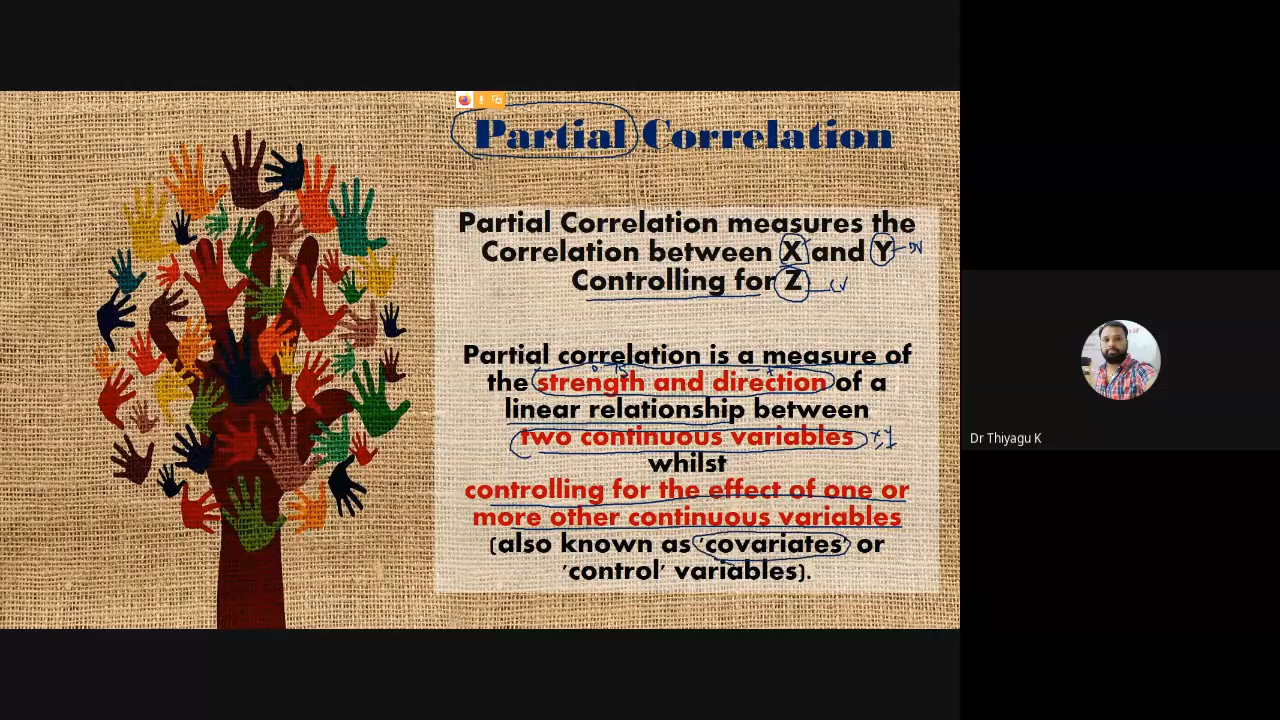 Partial Correlation
Partial Correlation measures the
Correlation between X and Y
Controlling for Z
Partial correlation is a measure of
the strength and direction of a
linear relationship between
two continuous variables
whilst
controlling for the effect of one or
more other continuous variables
(also known as 'covariates' or
'control' variables).
Dr Thiyagu K